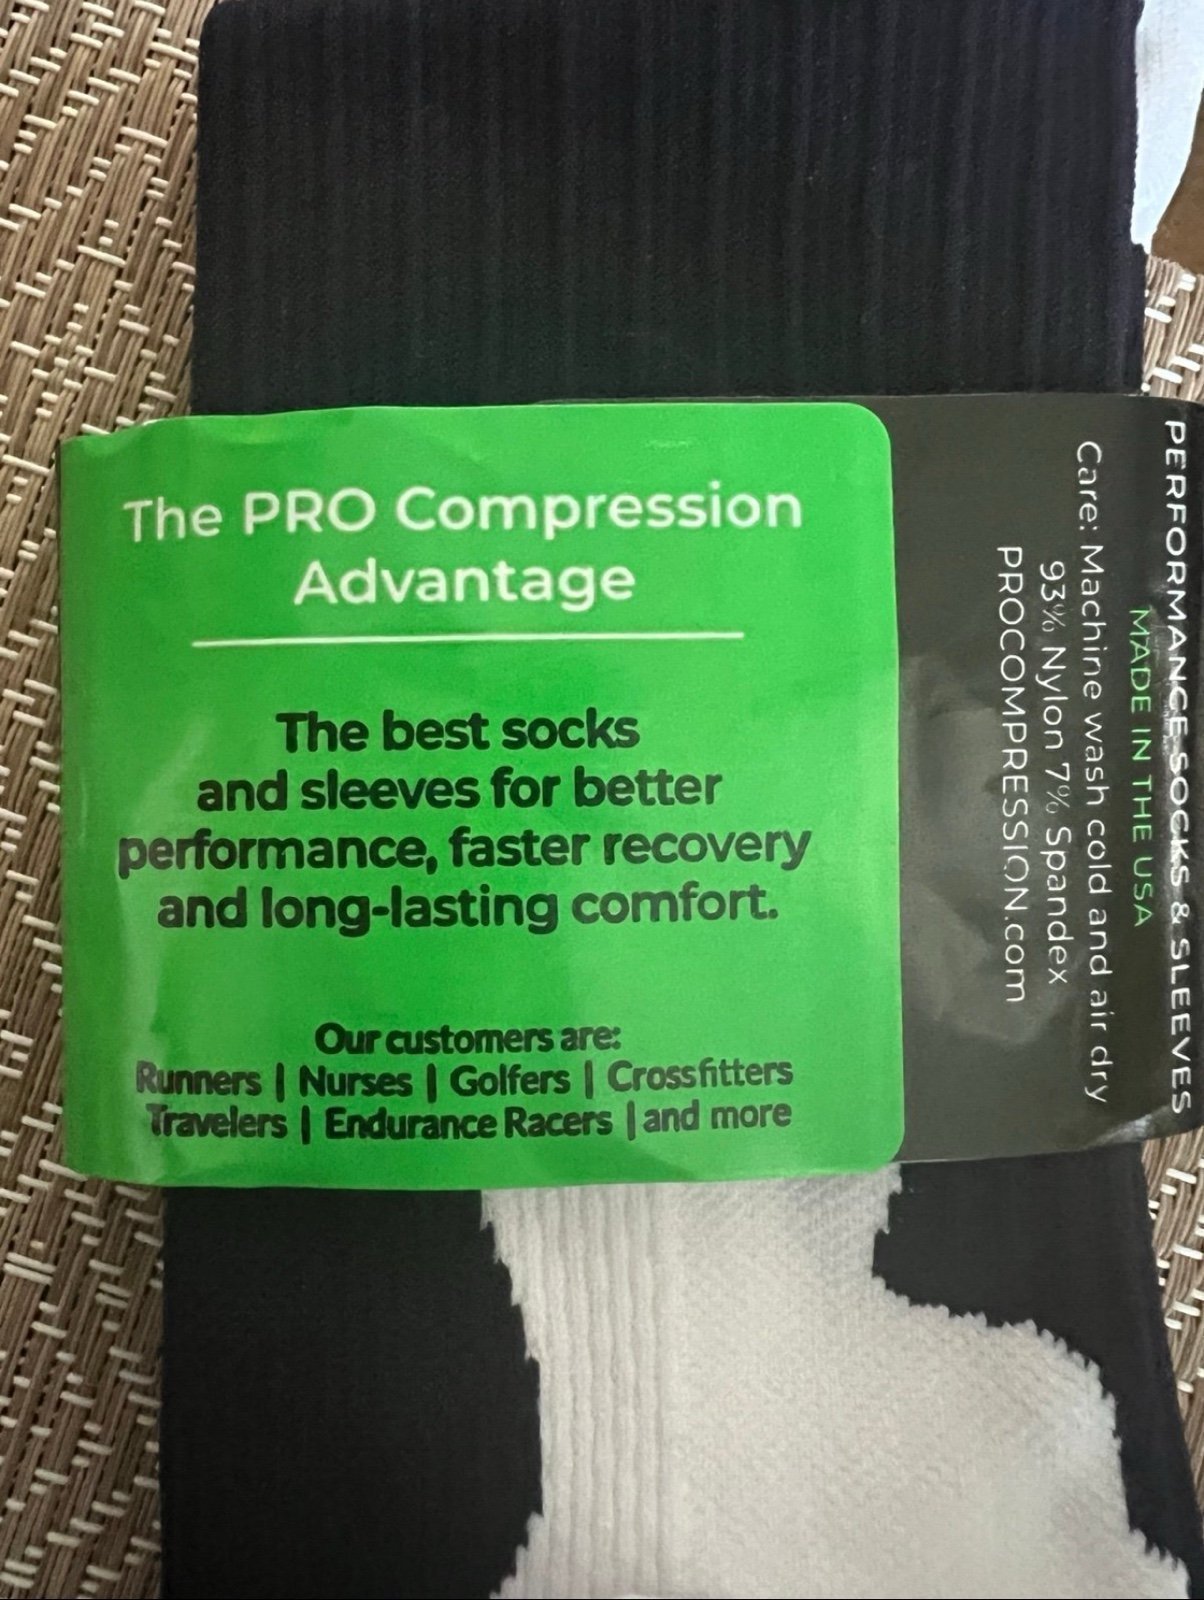 The PRO Compression
Advantage
The best socks
and sleeves for better
performance, faster recovery
and long-lasting comfort.
Our customers are:
Runners | Nurses | Golfers | Crossfitters
Travelers | Endurance Racers | and more
PERFORMANCE SOCKS & SLEEVES
MADE IN THE USA
Care: Machine wash cold and air dry
93% Nylon 7% Spandex
PROCOMPRESSION.com